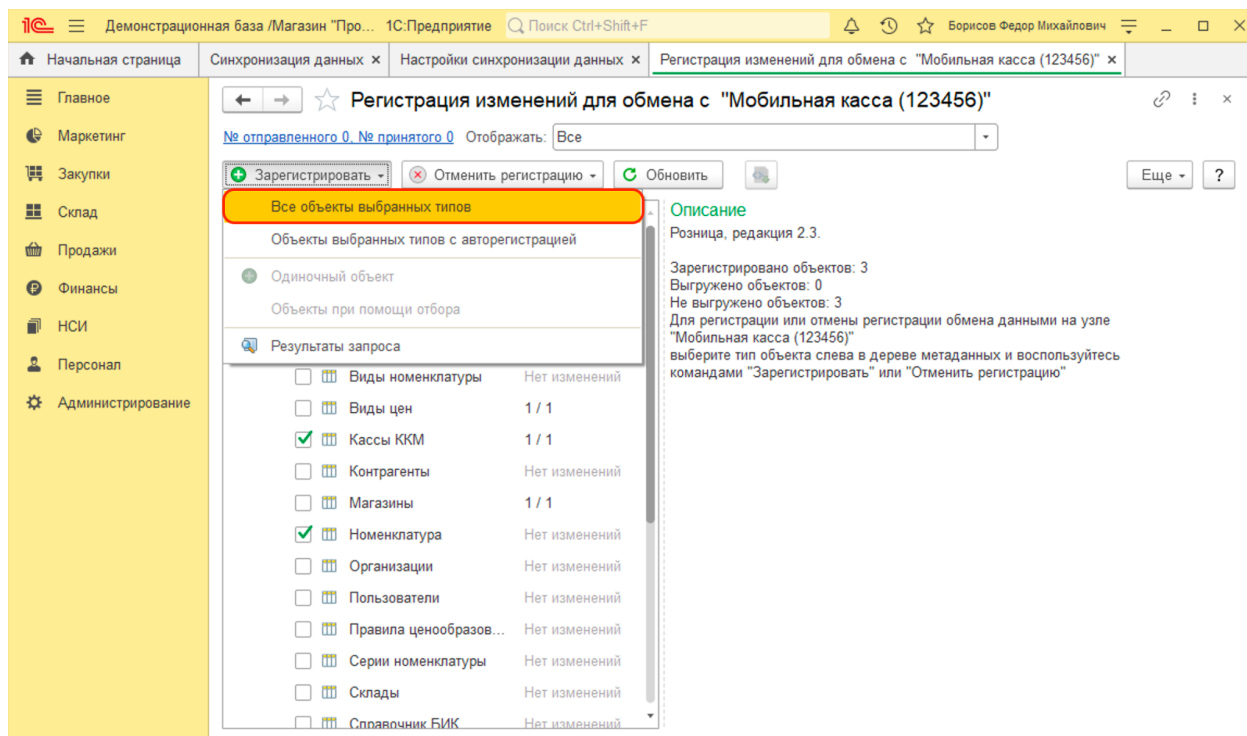 1С Демонстрационная база /Магазин "Про... 1С:Предприятие Поиск Ctrl+Shift+F Борисов Федор Михайлович
Начальная страница Синхронизация данных × Настройки синхронизации данных × Регистрация изменений для обмена с "Мобильная касса (123456)" ×
Главное
Маркетинг
Закупки
Склад
Продажи
Финансы
НСИ
Персонал
Администрирование
Регистрация изменений для обмена с "Мобильная касса (123456)"
№ отправленного 0, № принятого 0 Отображать: Все
Зарегистрировать Отменить регистрацию Обновить Еще ?
Все объекты выбранных типов
Объекты выбранных типов с авторегистрацией
Одиночный объект
Объекты при помощи отбора
Результаты запроса
Виды номенклатуры Нет изменений
Виды цен 1 / 1
Кассы ККМ 1 / 1
Контрагенты Нет изменений
Магазины 1 / 1
Номенклатура Нет изменений
Организации Нет изменений
Пользователи Нет изменений
Правила ценообразов... Нет изменений
Серии номенклатуры Нет изменений
Склады Нет изменений
Справочник БИК Нет изменений
Описание
Розница, редакция 2.3.
Зарегистрировано объектов: 3
Выгружено объектов: 0
Не выгружено объектов: 3
Для регистрации или отмены регистрации обмена данными на узле
"Мобильная касса (123456)"
выберите тип объекта слева в дереве метаданных и воспользуйтесь
командами "Зарегистрировать" или "Отменить регистрацию"